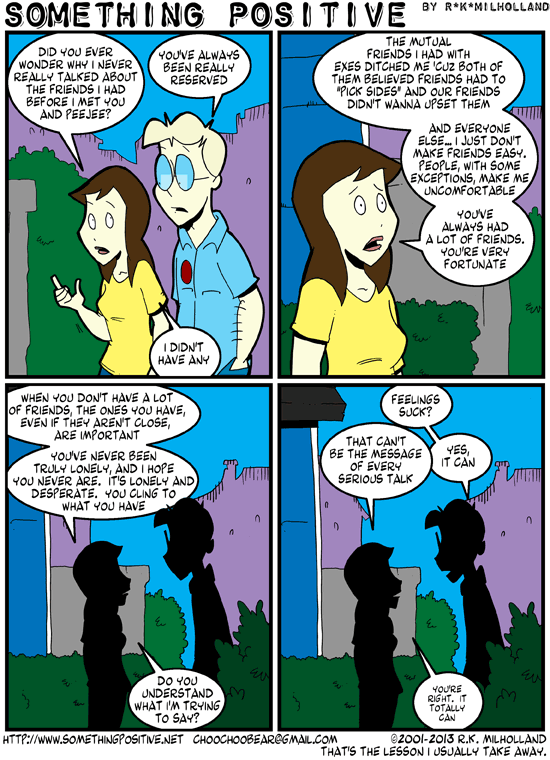 SOMETHING POSITIVE BY R*K*MILHOLLAND
DID YOU EVER
WONDER WHY I NEVER
REALLY TALKED ABOUT
THE FRIENDS I HAD
BEFORE I MET YOU
AND PEEJEE?
YOU'VE ALWAYS
BEEN REALLY
RESERVED
I DIDN'T
HAVE ANY
THE MUTUAL
FRIENDS I HAD WITH
EXES DITCHED ME 'CUZ BOTH OF
THEM BELIEVED FRIENDS HAD TO
"PICK SIDES" AND OUR FRIENDS
DIDN'T WANNA UPSET THEM
AND EVERYONE
ELSE... I JUST DON'T
MAKE FRIENDS EASY.
PEOPLE, WITH SOME
EXCEPTIONS, MAKE ME
UNCOMFORTABLE
YOU'VE
ALWAYS HAD
A LOT OF FRIENDS.
YOU'RE VERY
FORTUNATE
WHEN YOU DON'T HAVE A LOT
OF FRIENDS, THE ONES YOU HAVE,
EVEN IF THEY AREN'T CLOSE,
ARE IMPORTANT
YOU'VE NEVER BEEN
TRULY LONELY, AND I HOPE
YOU NEVER ARE. IT'S LONELY AND
DESPERATE. YOU CLING TO
WHAT YOU HAVE
DO YOU
UNDERSTAND
WHAT I'M TRYING
TO SAY?
FEELINGS
SUCK?
THAT CAN'T
BE THE MESSAGE
OF EVERY
SERIOUS TALK
YES,
IT CAN
YOU'RE
RIGHT. IT
TOTALLY
CAN
HTTP://WWW.SOMETHINGPOSITIVE.NET CHOOCHOOBEAR@GMAIL.COM ©2001-2013 R.K. MILHOLLAND
THAT'S THE LESSON I USUALLY TAKE AWAY.